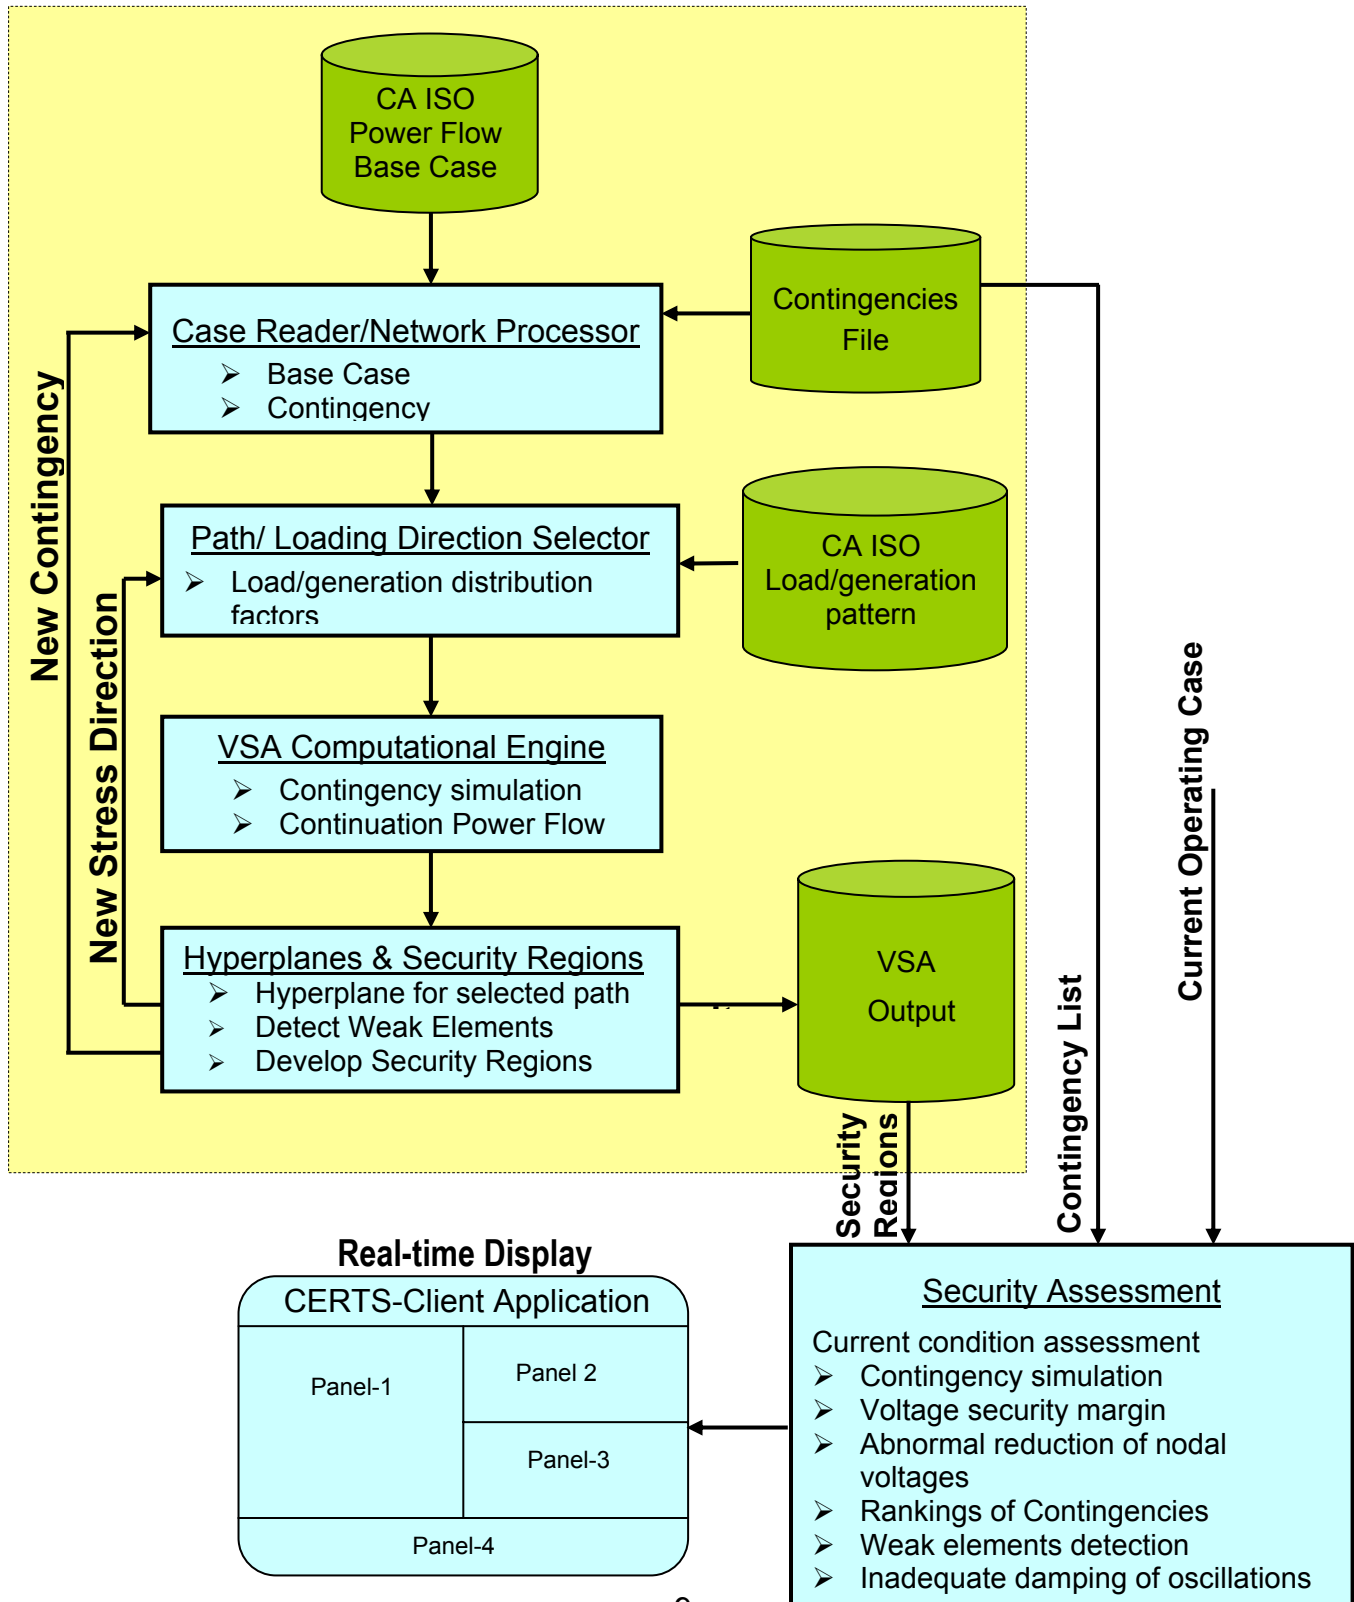 CA ISO
Power Flow
Base Case
Contingencies
File
Case Reader/Network Processor
➢ Base Case
➢ Contingency
New Contingency
Path/ Loading Direction Selector
➢ Load/generation distribution
factors
CA ISO
Load/generation
pattern
New Stress Direction
VSA Computational Engine
➢ Contingency simulation
➢ Continuation Power Flow
Current Operating Case
Hyperplanes & Security Regions
➢ Hyperplane for selected path
➢ Detect Weak Elements
➢ Develop Security Regions
VSA
Output
Contingency List
Security
Regions
Real-time Display
CERTS-Client Application
Panel-1
Panel 2
Panel-3
Panel-4
Security Assessment
Current condition assessment
➢ Contingency simulation
➢ Voltage security margin
➢ Abnormal reduction of nodal
voltages
➢ Rankings of Contingencies
➢ Weak elements detection
➢ Inadequate damping of oscillations